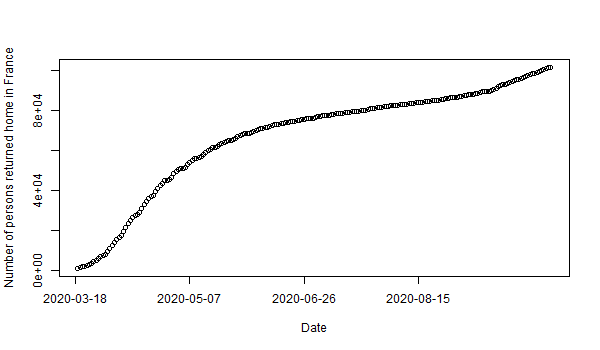 Number of persons returned home in France
8e+04
4e+04
0e+00
2020-03-18
2020-05-07
2020-06-26
2020-08-15
Date